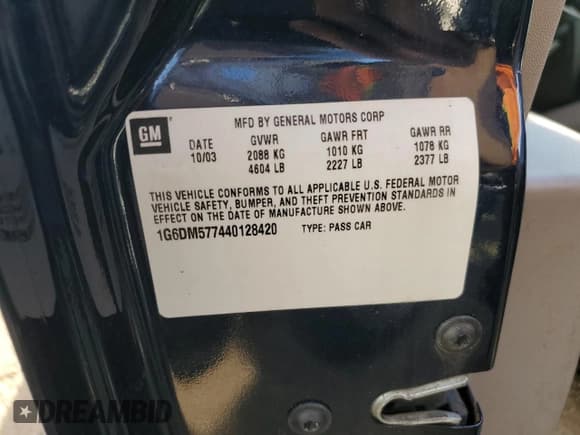 GM
MFD BY GENERAL MOTORS CORP
DATE GVWR GAWR FRT GAWR RR
10/03 2088 KG 1010 KG 1078 KG
4604 LB 2227 LB 2377 LB
THIS VEHICLE CONFORMS TO ALL APPLICABLE U.S. FEDERAL MOTOR
VEHICLE SAFETY, BUMPER, AND THEFT PREVENTION STANDARDS IN
EFFECT ON THE DATE OF MANUFACTURE SHOWN ABOVE.
1G6DM577440128420 TYPE: PASS CAR
DREAMBID